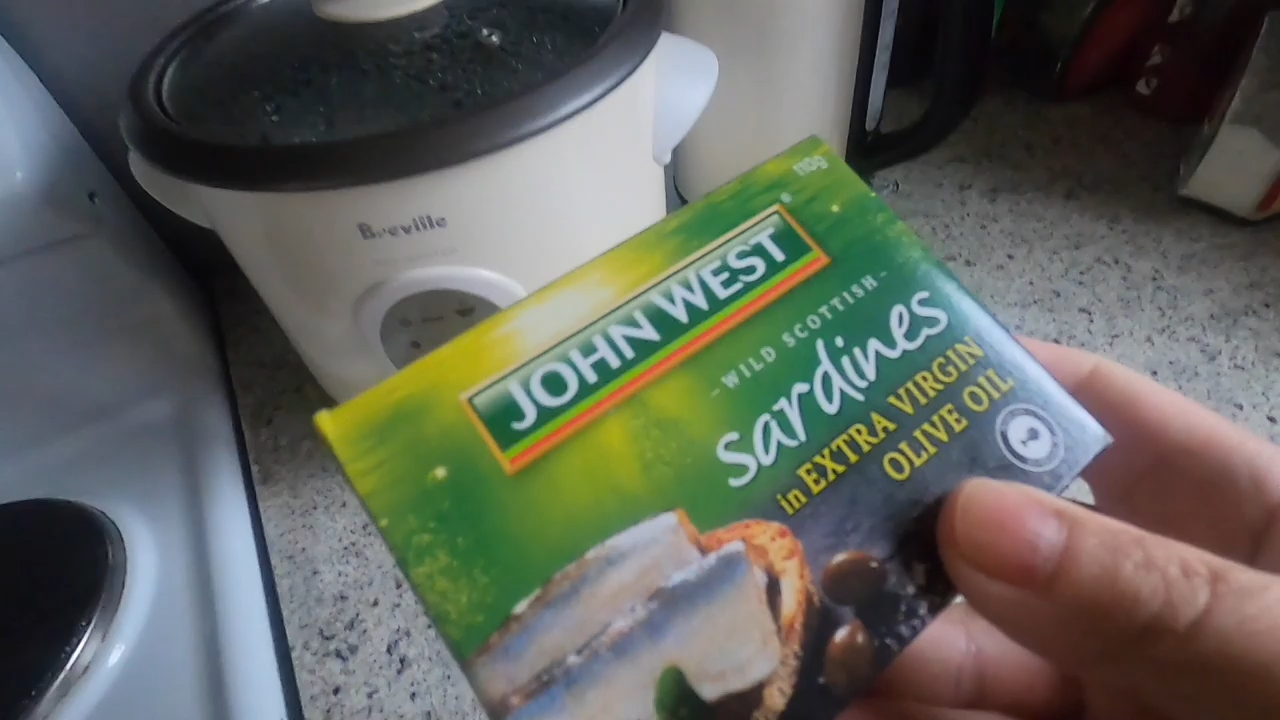 Breville
110g
JOHN WEST®
-WILD SCOTTISH-
sardines
in EXTRA VIRGIN
OLIVE OIL